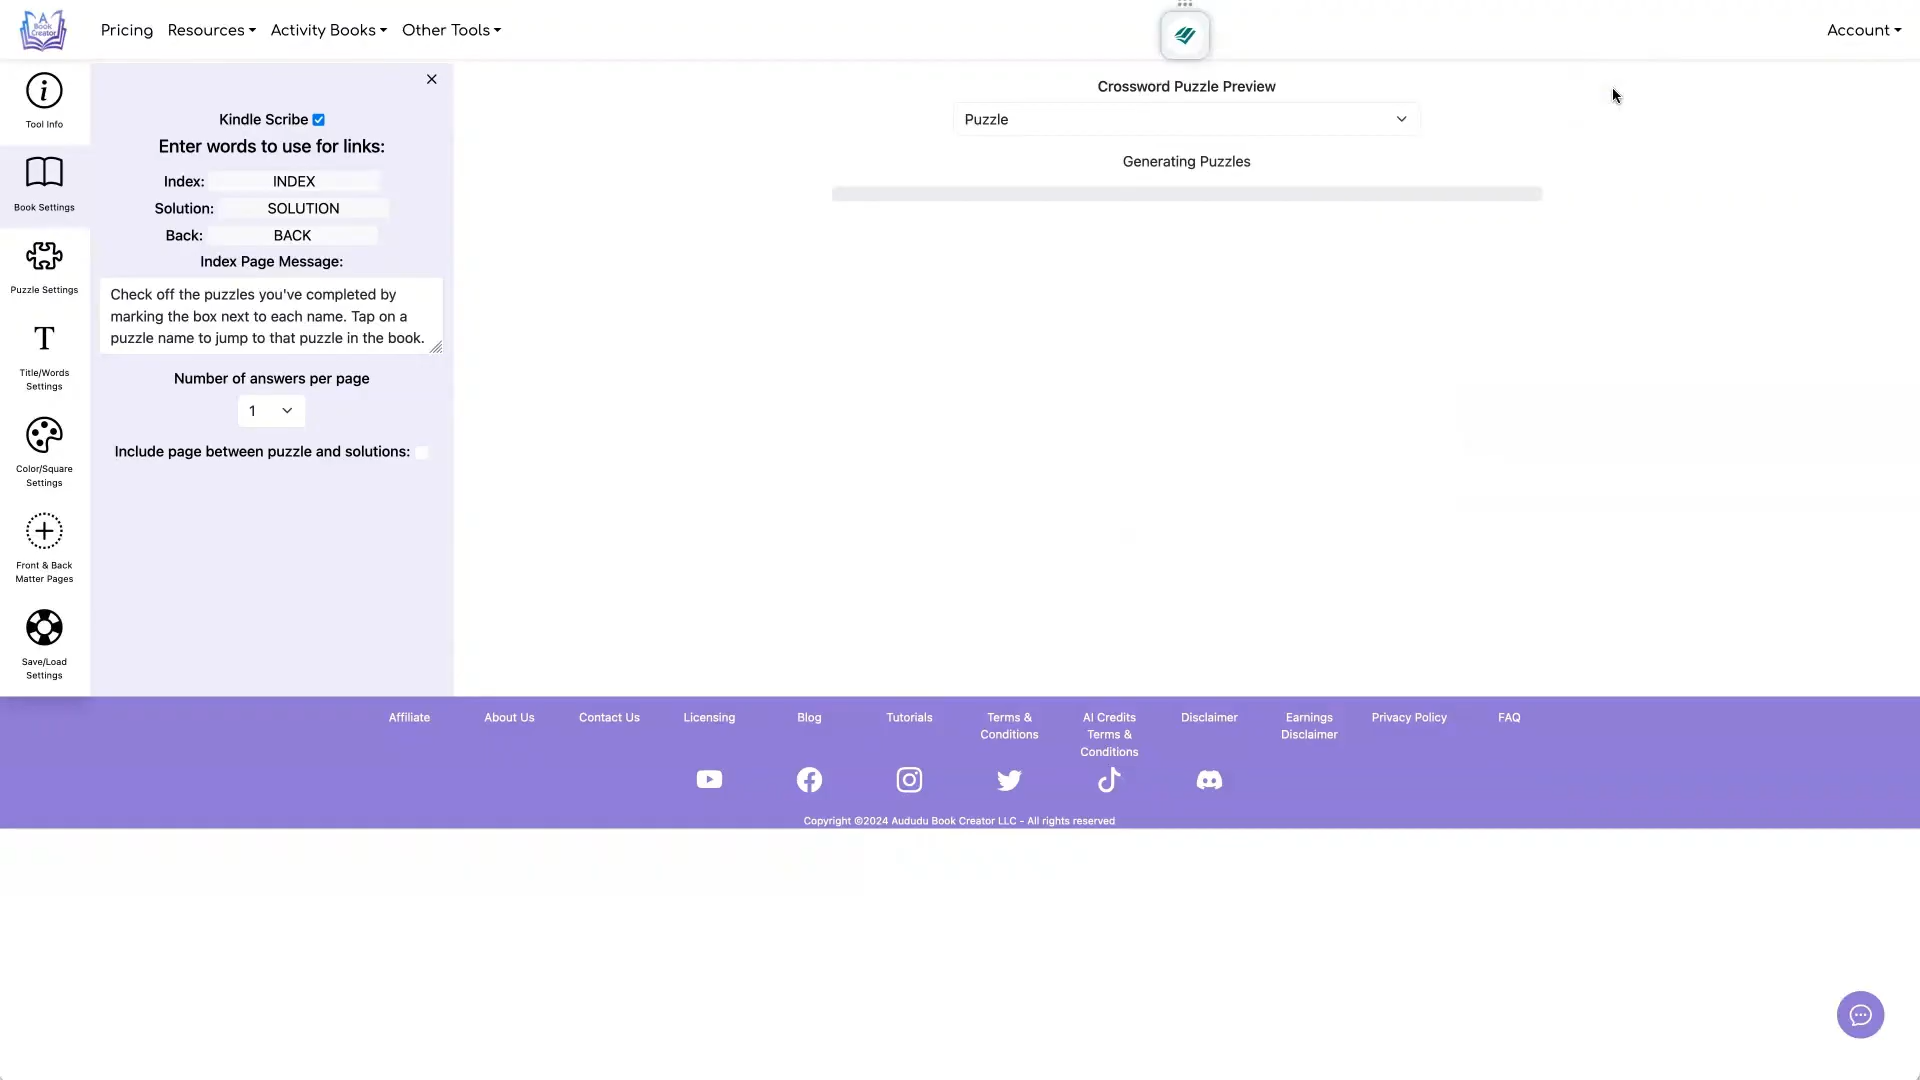 A
Book
Creator
Pricing
Resources
Activity Books
Other Tools
Account
Tool Info
Book Settings
Puzzle Settings
Title/Words
Settings
Color/Square
Settings
Front & Back
Matter Pages
Save/Load
Settings
Kindle Scribe
Enter words to use for links:
Index: INDEX
Solution: SOLUTION
Back: BACK
Index Page Message:
Check off the puzzles you've completed by
marking the box next to each name. Tap on a
puzzle name to jump to that puzzle in the book.
Number of answers per page
1
Include page between puzzle and solutions:
Crossword Puzzle Preview
Puzzle
Generating Puzzles
Affiliate
About Us
Contact Us
Licensing
Blog
Tutorials
Terms &
Conditions
AI Credits
Terms &
Conditions
Disclaimer
Earnings
Disclaimer
Privacy Policy
FAQ
Copyright ©2024 Aududu Book Creator LLC - All rights reserved